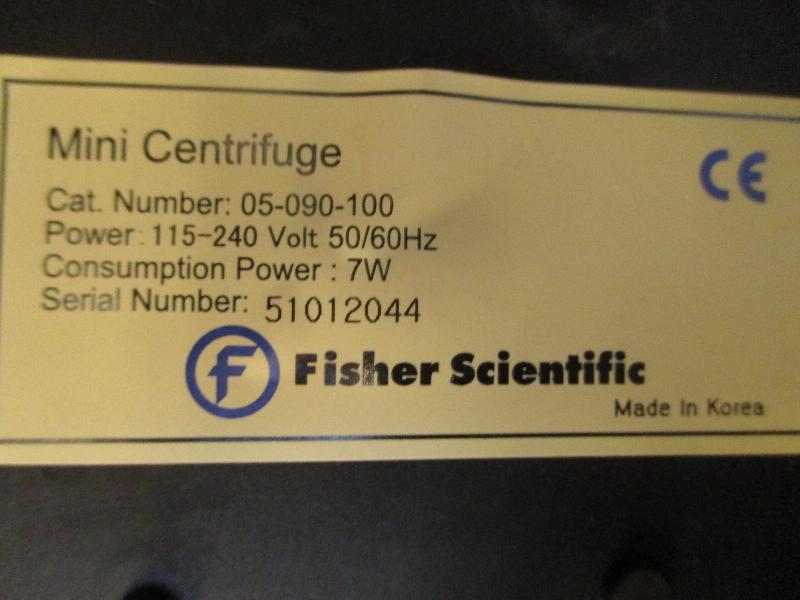 Mini Centrifuge
CE
Cat. Number: 05-090-100
Power: 115-240 Volt 50/60Hz
Consumption Power : 7W
Serial Number: 51012044
F Fisher Scientific
Made In Korea